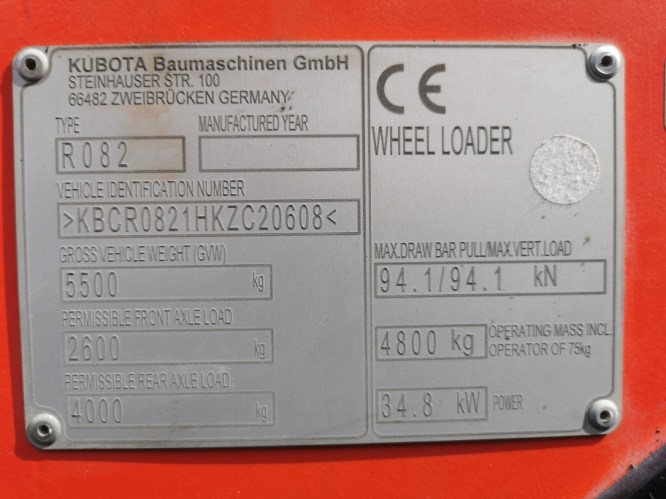 KUBOTA Baumaschinen GmbH
STEINHAUSER STR. 100
66482 ZWEIBRÜCKEN GERMANY
TYPE
MANUFACTURED YEAR
R082
VEHICLE IDENTIFICATION NUMBER
>KBCR0821HKZC20608<
GROSS VEHICLE WEIGHT (GVW)
5500 kg
PERMISSIBLE FRONT AXLE LOAD
2600 kg
PERMISSIBLE REAR AXLE LOAD
4000 kg
CE
WHEEL LOADER
MAX.DRAW BAR PULL/MAX.VERT.LOAD
94.1/94.1 kN
4800 kg
OPERATING MASS INCL.
OPERATOR OF 75kg
34.8 kW
POWER